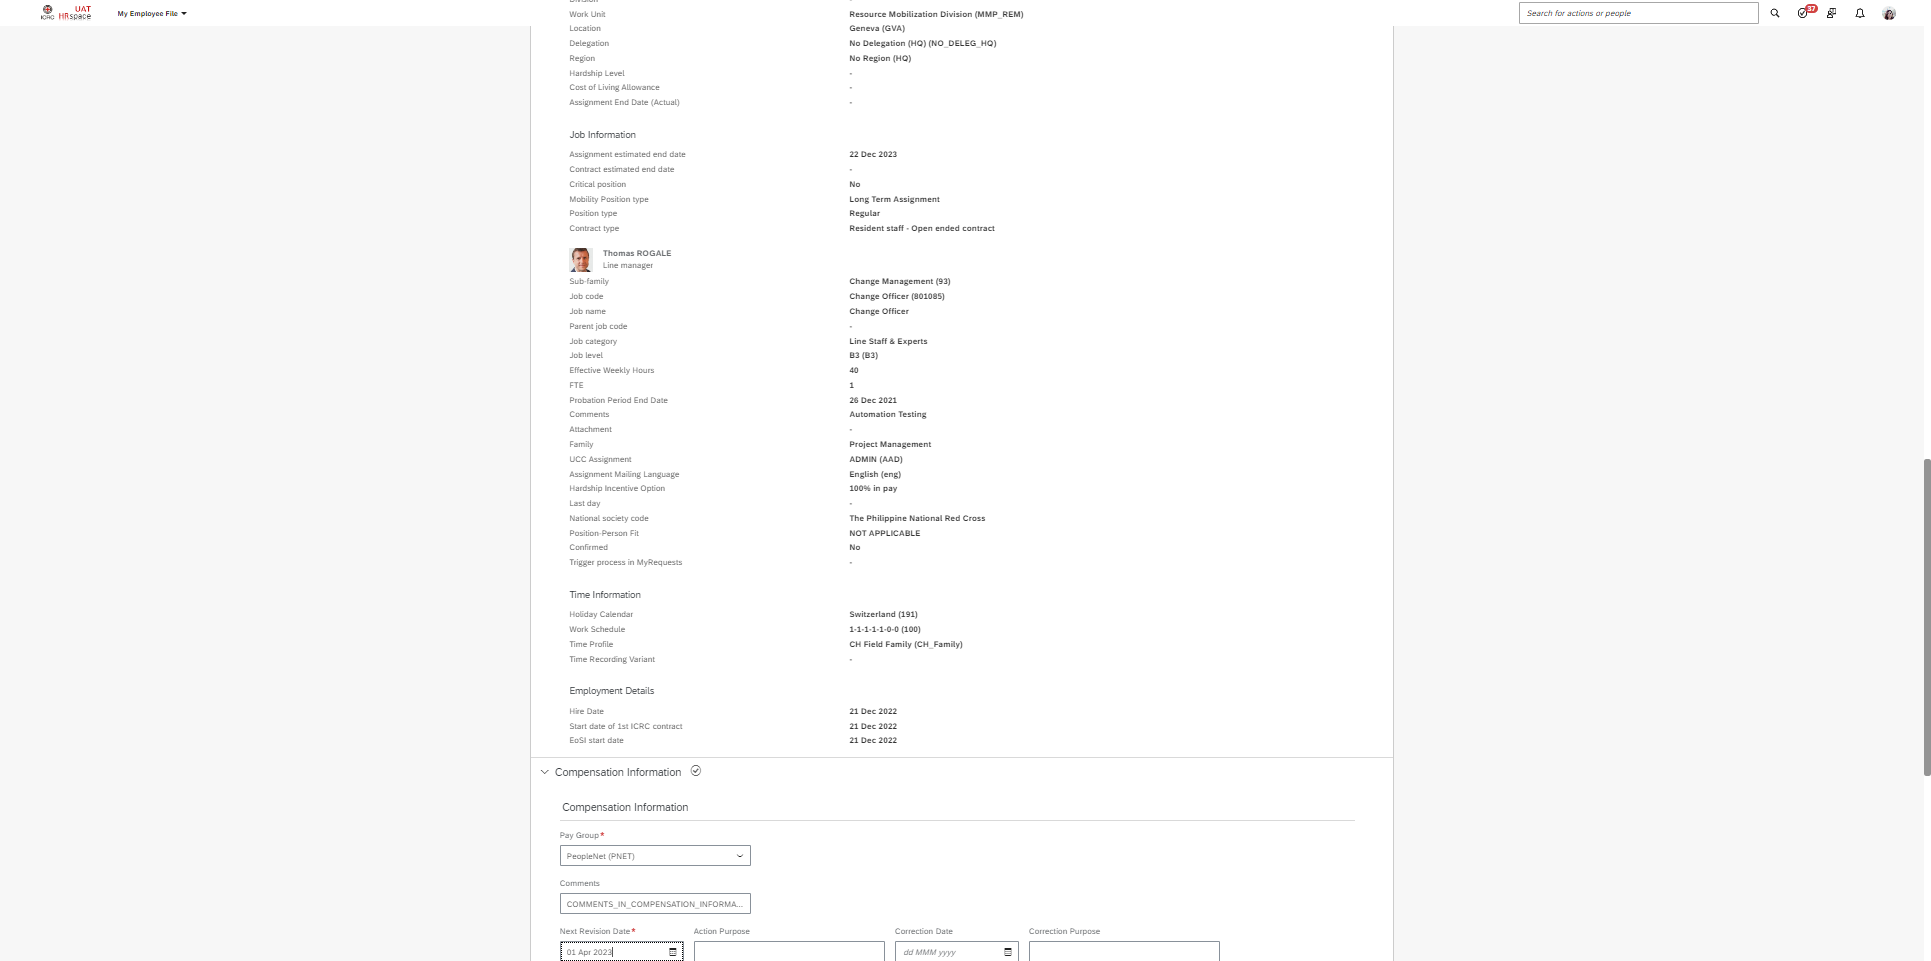 ICRC UAT HRspace My Employee File Search for actions or people 37
Division -
Work Unit Resource Mobilization Division (MMP_REM)
Location Geneva (GVA)
Delegation No Delegation (HQ) (NO_DELEG_HQ)
Region No Region (HQ)
Hardship Level -
Cost of Living Allowance -
Assignment End Date (Actual) -
Job Information
Assignment estimated end date 22 Dec 2023
Contract estimated end date -
Critical position No
Mobility Position type Long Term Assignment
Position type Regular
Contract type Resident staff - Open ended contract
Thomas ROGALE
Line manager
Sub-family Change Management (93)
Job code Change Officer (801085)
Job name Change Officer
Parent job code -
Job category Line Staff & Experts
Job level B3 (B3)
Effective Weekly Hours 40
FTE 1
Probation Period End Date 26 Dec 2021
Comments Automation Testing
Attachment -
Family Project Management
UCC Assignment ADMIN (AAD)
Assignment Mailing Language English (eng)
Hardship Incentive Option 100% in pay
Last day -
National society code The Philippine National Red Cross
Position-Person Fit NOT APPLICABLE
Confirmed No
Trigger process in MyRequests -
Time Information
Holiday Calendar Switzerland (191)
Work Schedule 1-1-1-1-1-0-0 (100)
Time Profile CH Field Family (CH_Family)
Time Recording Variant -
Employment Details
Hire Date 21 Dec 2022
Start date of 1st ICRC contract 21 Dec 2022
EoSI start date 21 Dec 2022
Compensation Information
Compensation Information
Pay Group*
PeopleNet (PNET)
Comments
COMMENTS_IN_COMPENSATION_INFORMA...
Next Revision Date* Action Purpose Correction Date Correction Purpose
01 Apr 2023 dd MMM yyyy